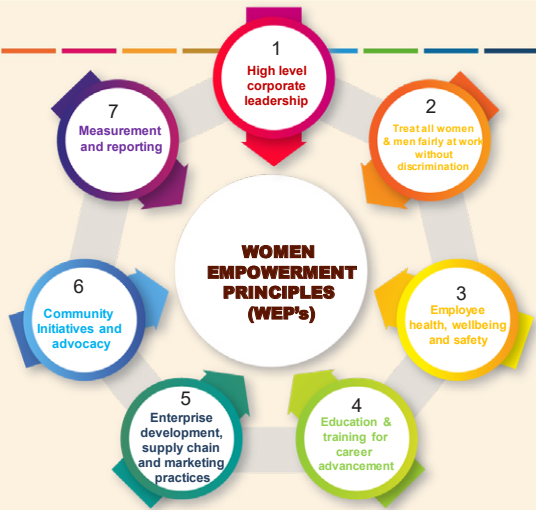 1
High level
corporate
leadership
2
Treat all women
& men fairly at work
without
discrimination
3
Employee
health, wellbeing
and safety
4
Education &
training for
career
advancement
5
Enterprise
development,
supply chain
and marketing
practices
6
Community
Initiatives and
advocacy
7
Measurement
and reporting
WOMEN
EMPOWERMENT
PRINCIPLES
(WEP's)